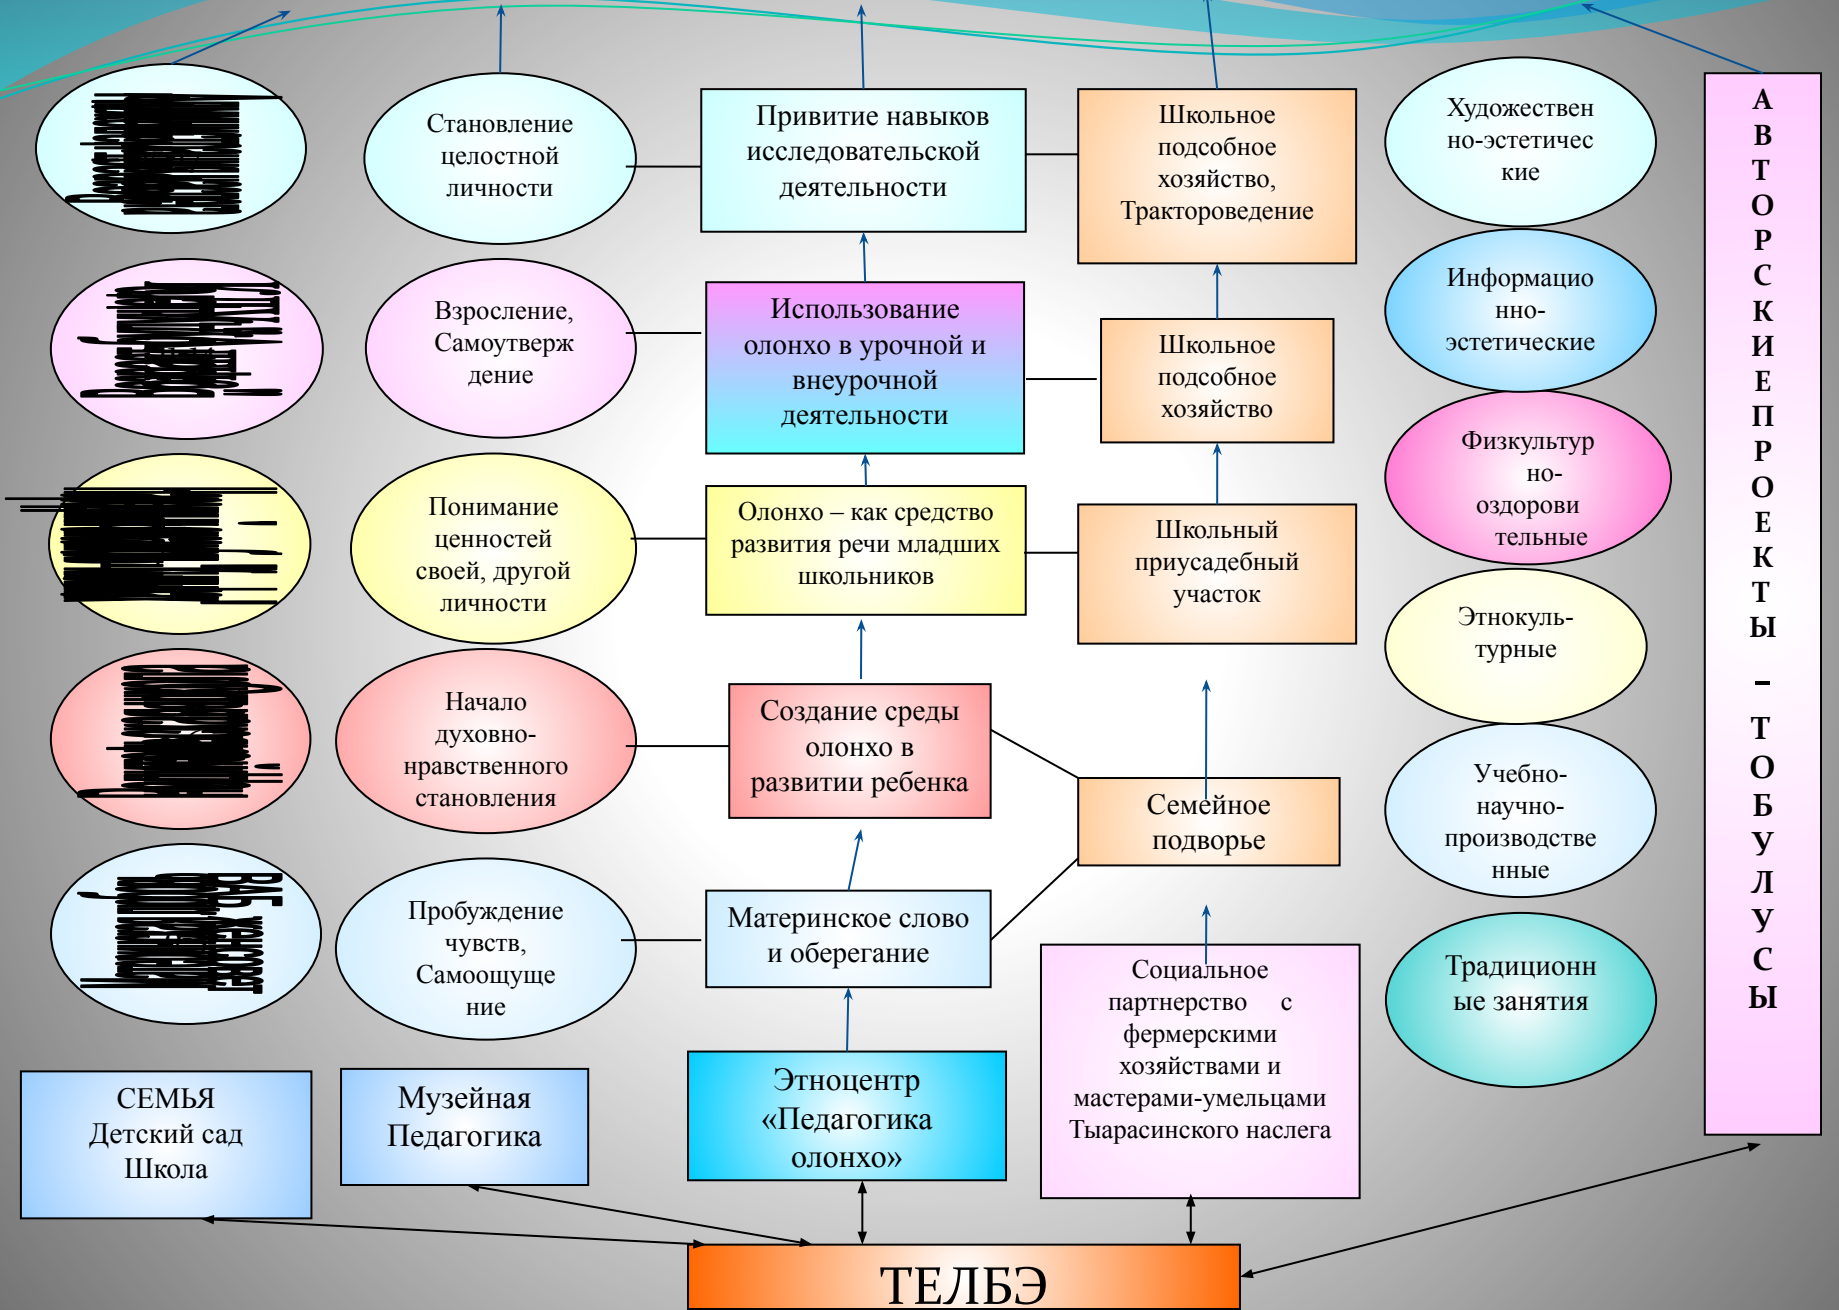 Становление
целостной
личности
Привитие навыков
исследовательской
деятельности
Школьное
подсобное
хозяйство,
Трактороведение
Художествен
но-эстетичес
кие
Взросление,
Самоутверж
дение
Использование
олонхо в урочной и
внеурочной
деятельности
Школьное
подсобное
хозяйство
Информацио
нно-
эстетические
Понимание
ценностей
своей, другой
личности
Олонхо – как средство
развития речи младших
школьников
Школьный
приусадебный
участок
Физкультур
но-
оздорови
тельные
Этнокуль-
турные
Начало
духовно-
нравственного
становления
Создание среды
олонхо в
развитии ребенка
Семейное
подворье
Учебно-
научно-
производстве
нные
Пробуждение
чувств,
Самоощуще
ние
Материнское слово
и оберегание
Социальное
партнерство с
фермерскими
хозяйствами и
мастерами-умельцами
Тыарасинского наслега
Традиционн
ые занятия
А
В
Т
О
Р
С
К
И
Е
П
Р
О
Е
К
Т
Ы
–
Т
О
Б
У
Л
У
С
Ы
СЕМЬЯ
Детский сад
Школа
Музейная
Педагогика
Этноцентр
«Педагогика
олонхо»
ТЕЛБЭ